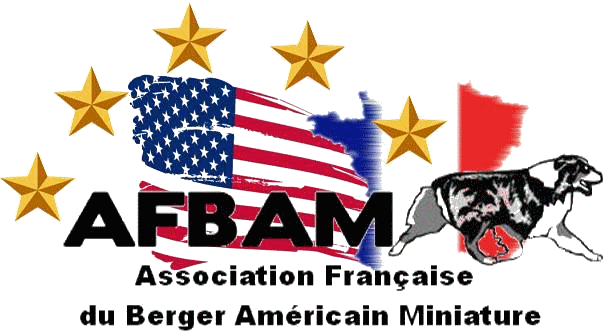 AFBAM
Association Française
du Berger Américain Miniature